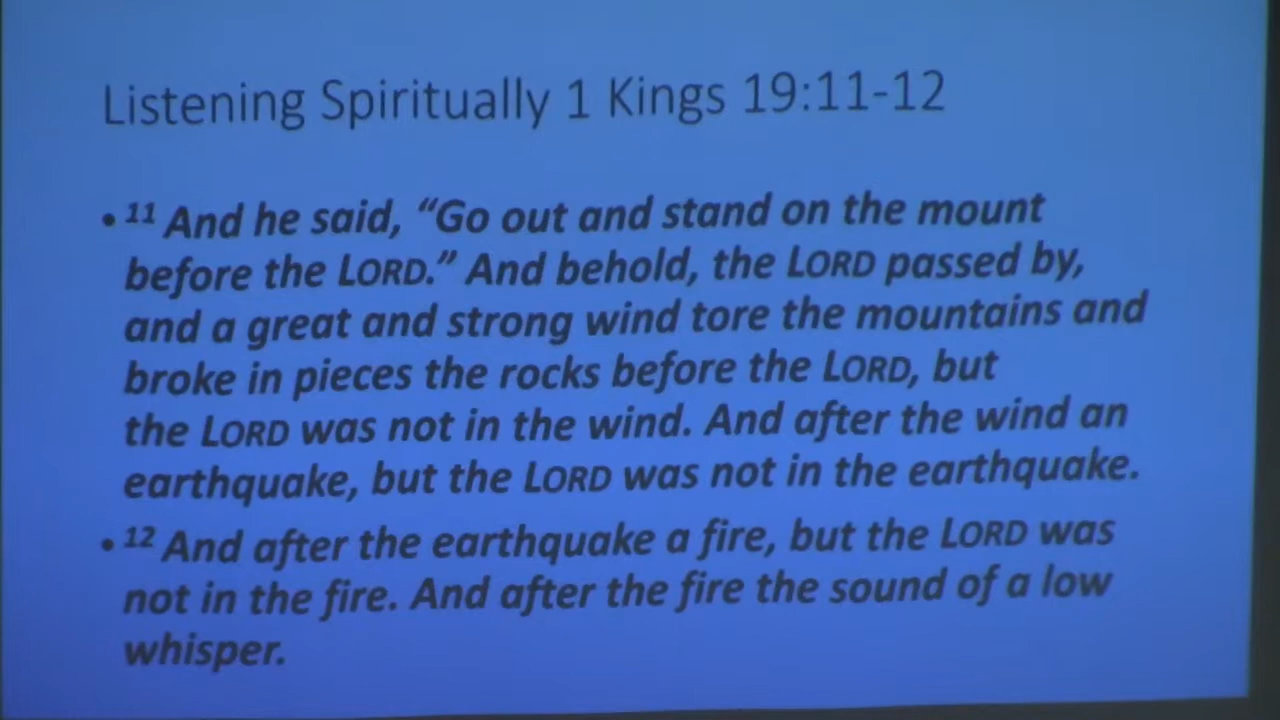 Listening Spiritually 1 Kings 19:11-12
• 11 And he said, “Go out and stand on the mount
before the LORD.” And behold, the LORD passed by,
and a great and strong wind tore the mountains and
broke in pieces the rocks before the LORD, but
the LORD was not in the wind. And after the wind an
earthquake, but the LORD was not in the earthquake.
• 12 And after the earthquake a fire, but the LORD was
not in the fire. And after the fire the sound of a low
whisper.